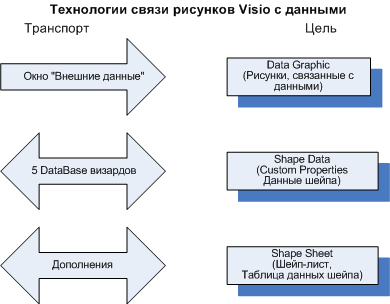 Технологии связи рисунков Visio с данными
Транспорт
Цель
Окно "Внешние данные"
Data Graphic
(Рисунки, связанные с
данными)
5 DataBase визардов
Shape Data
(Custom Properties
Данные шейпа)
Дополнения
Shape Sheet
(Шейп-лист,
Таблица данных шейпа)